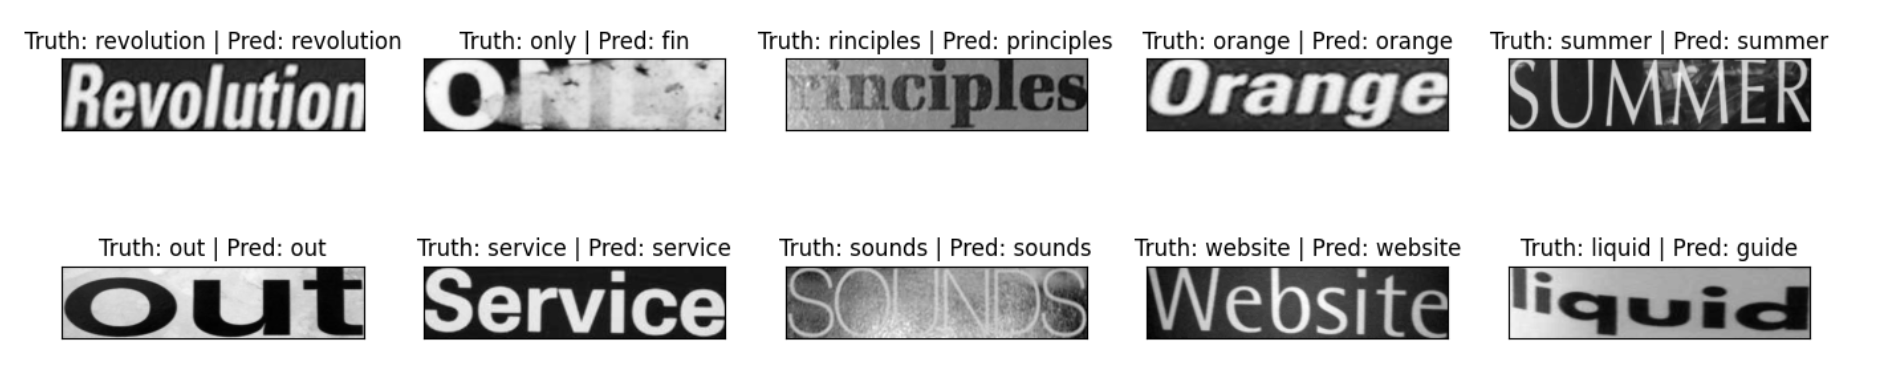 Truth: revolution | Pred: revolution
Truth: only | Pred: fin
Truth: rinciples | Pred: principles
Truth: orange | Pred: orange
Truth: summer | Pred: summer
Revolution
ONLY
rinciples
Orange
SUMMER
Truth: out | Pred: out
Truth: service | Pred: service
Truth: sounds | Pred: sounds
Truth: website | Pred: website
Truth: liquid | Pred: guide
out
Service
SOUNDS
Website
liquid